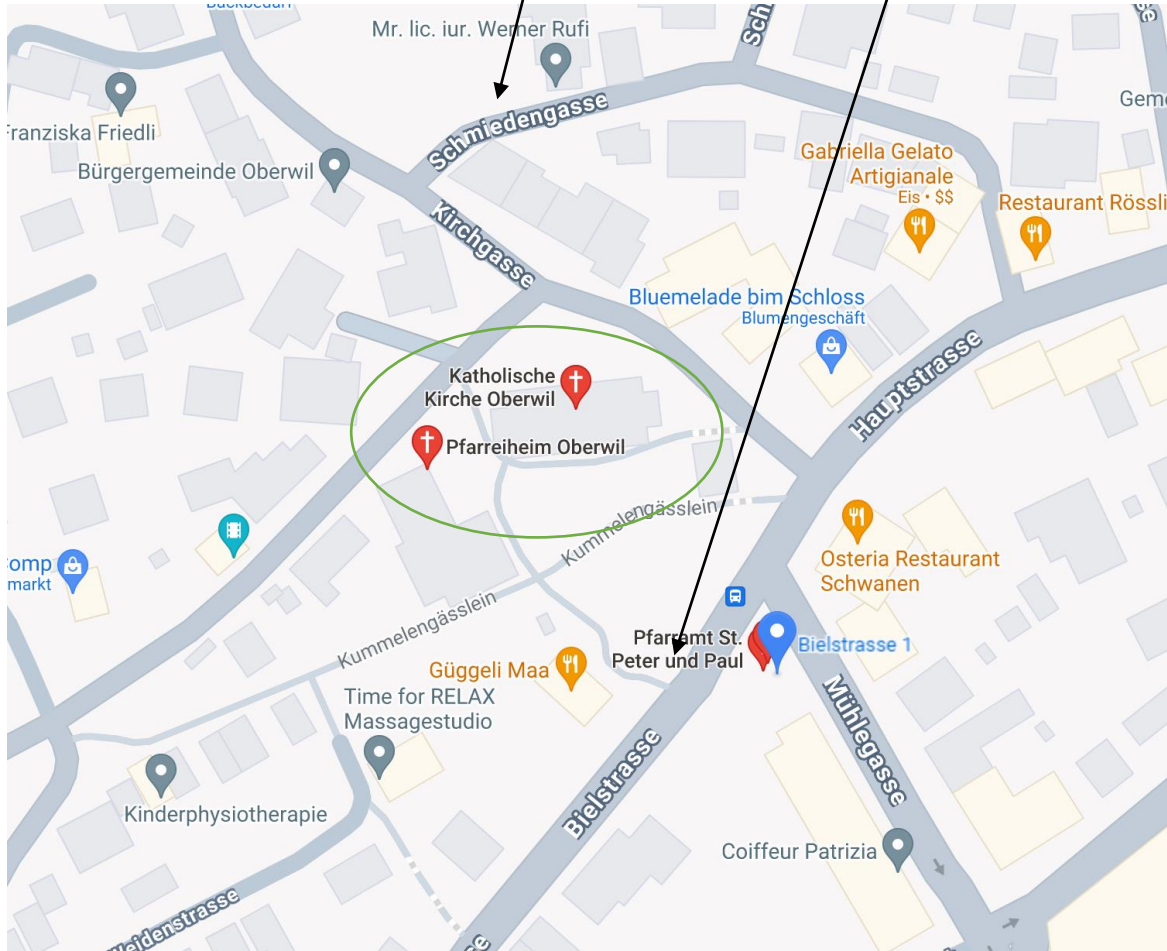 Mr. lic. iur. Werner Rufi
Franziska Friedli
Schmiedengasse
Bürgergemeinde Oberwil
Gabriella Gelato
Artigianale
Eis • $$
Restaurant Rössli
Kirchgasse
Bluemelade bim Schloss
Blumengeschäft
Hauptstrasse
Katholische
Kirche Oberwil
Pfarreiheim Oberwil
Kummelengässlein
Osteria Restaurant
Schwanen
markt
Kummelengässlein
Pfarramt St.
Peter und Paul
Bielstrasse 1
Güggeli Maa
Time for RELAX
Massagestudio
Mühlegasse
Bielstrasse
Kinderphysiotherapie
Coiffeur Patrizia
Weidenstrasse